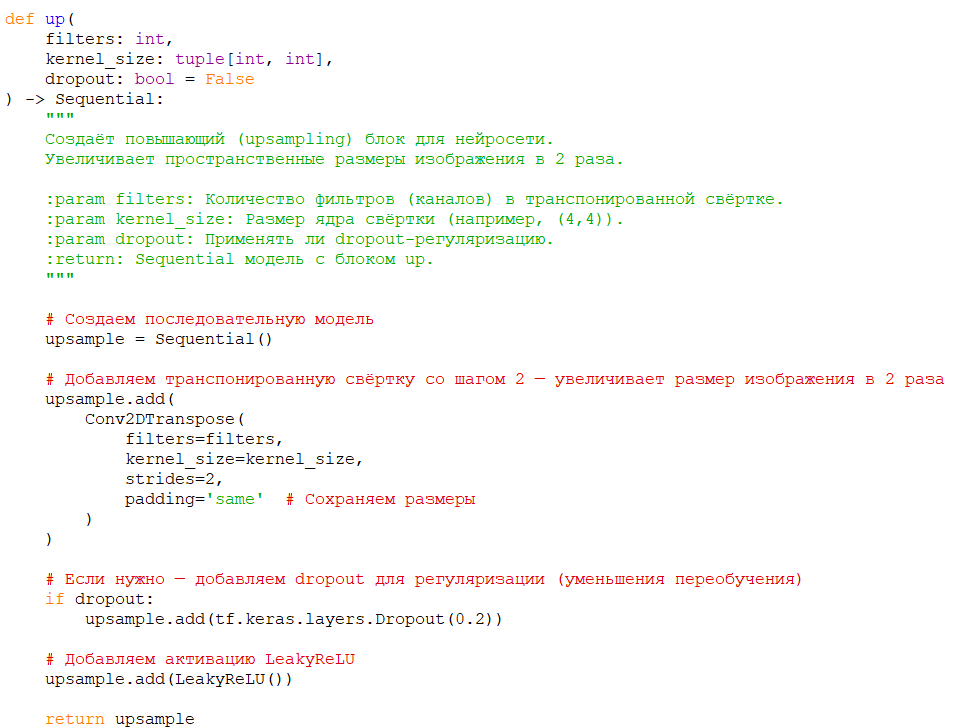 def up(
    filters: int,
    kernel_size: tuple[int, int],
    dropout: bool = False
) -> Sequential:
    """
    Создаёт повышающий (upsampling) блок для нейросети.
    Увеличивает пространственные размеры изображения в 2 раза.

    :param filters: Количество фильтров (каналов) в транспонированной свёртке.
    :param kernel_size: Размер ядра свёртки (например, (4,4)).
    :param dropout: Применять ли dropout-регуляризацию.
    :return: Sequential модель с блоком up.
    """

    # Создаем последовательную модель
    upsample = Sequential()

    # Добавляем транспонированную свёртку со шагом 2 — увеличивает размер изображения в 2 раза
    upsample.add(
        Conv2DTranspose(
            filters=filters,
            kernel_size=kernel_size,
            strides=2,
            padding='same'  # Сохраняем размеры
        )
    )

    # Если нужно — добавляем dropout для регуляризации (уменьшения переобучения)
    if dropout:
        upsample.add(tf.keras.layers.Dropout(0.2))

    # Добавляем активацию LeakyReLU
    upsample.add(LeakyReLU())

    return upsample